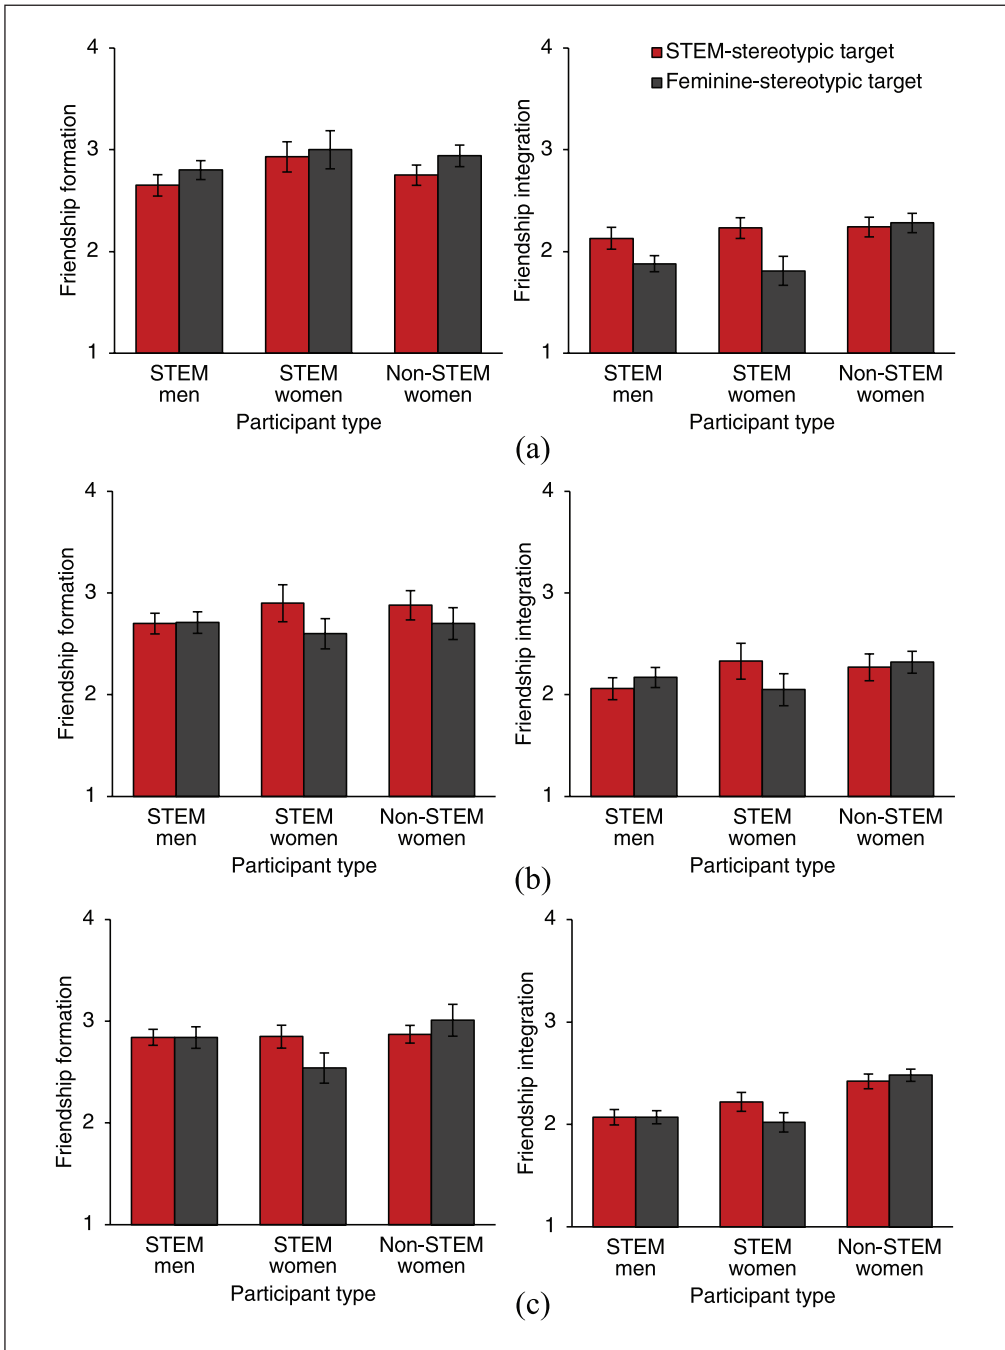 4
3
2
1
Friendship formation
STEM
men
STEM
women
Non-STEM
women
Participant type
STEM-stereotypic target
Feminine-stereotypic target
4
3
2
1
Friendship integration
STEM
men
STEM
women
Non-STEM
women
Participant type
(a)
4
3
2
1
Friendship formation
STEM
men
STEM
women
Non-STEM
women
Participant type
4
3
2
1
Friendship integration
STEM
men
STEM
women
Non-STEM
women
Participant type
(b)
4
3
2
1
Friendship formation
STEM
men
STEM
women
Non-STEM
women
Participant type
4
3
2
1
Friendship integration
STEM
men
STEM
women
Non-STEM
women
Participant type
(c)